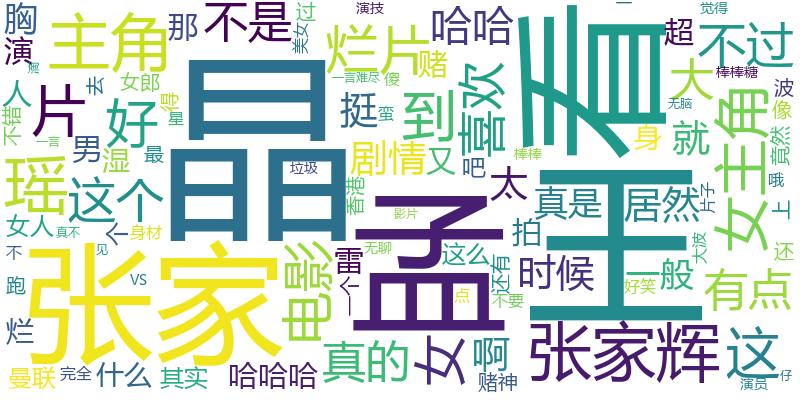 胸
主角
那
不是
过
演技
一
觉得
演
美女
烂片
哈哈
超
不过
人
女郎
去
赌
大
棒棒糖
波
片
好
得
星
晶
一言难尽
傻
挺
蛮
到
喜欢
看
无脑
像
不错
一言
男
最
湿
剧情
又
吧
棒棒
身
就
女主角
竟然
瑶
这个
垃圾
香港
太
真是
居然
片子
哦
上
女人
真不
个
身材
孟
影片
王
大波
还
不
见
张家
电影
雷
无聊
这么
拍
还有
时候
一般
好笑
有点
跑
VS
一个
点
不要
烂
真的
女
啊
张家辉
这
曼联
完全
什么
其实
哈哈哈
赌神
演员
仔